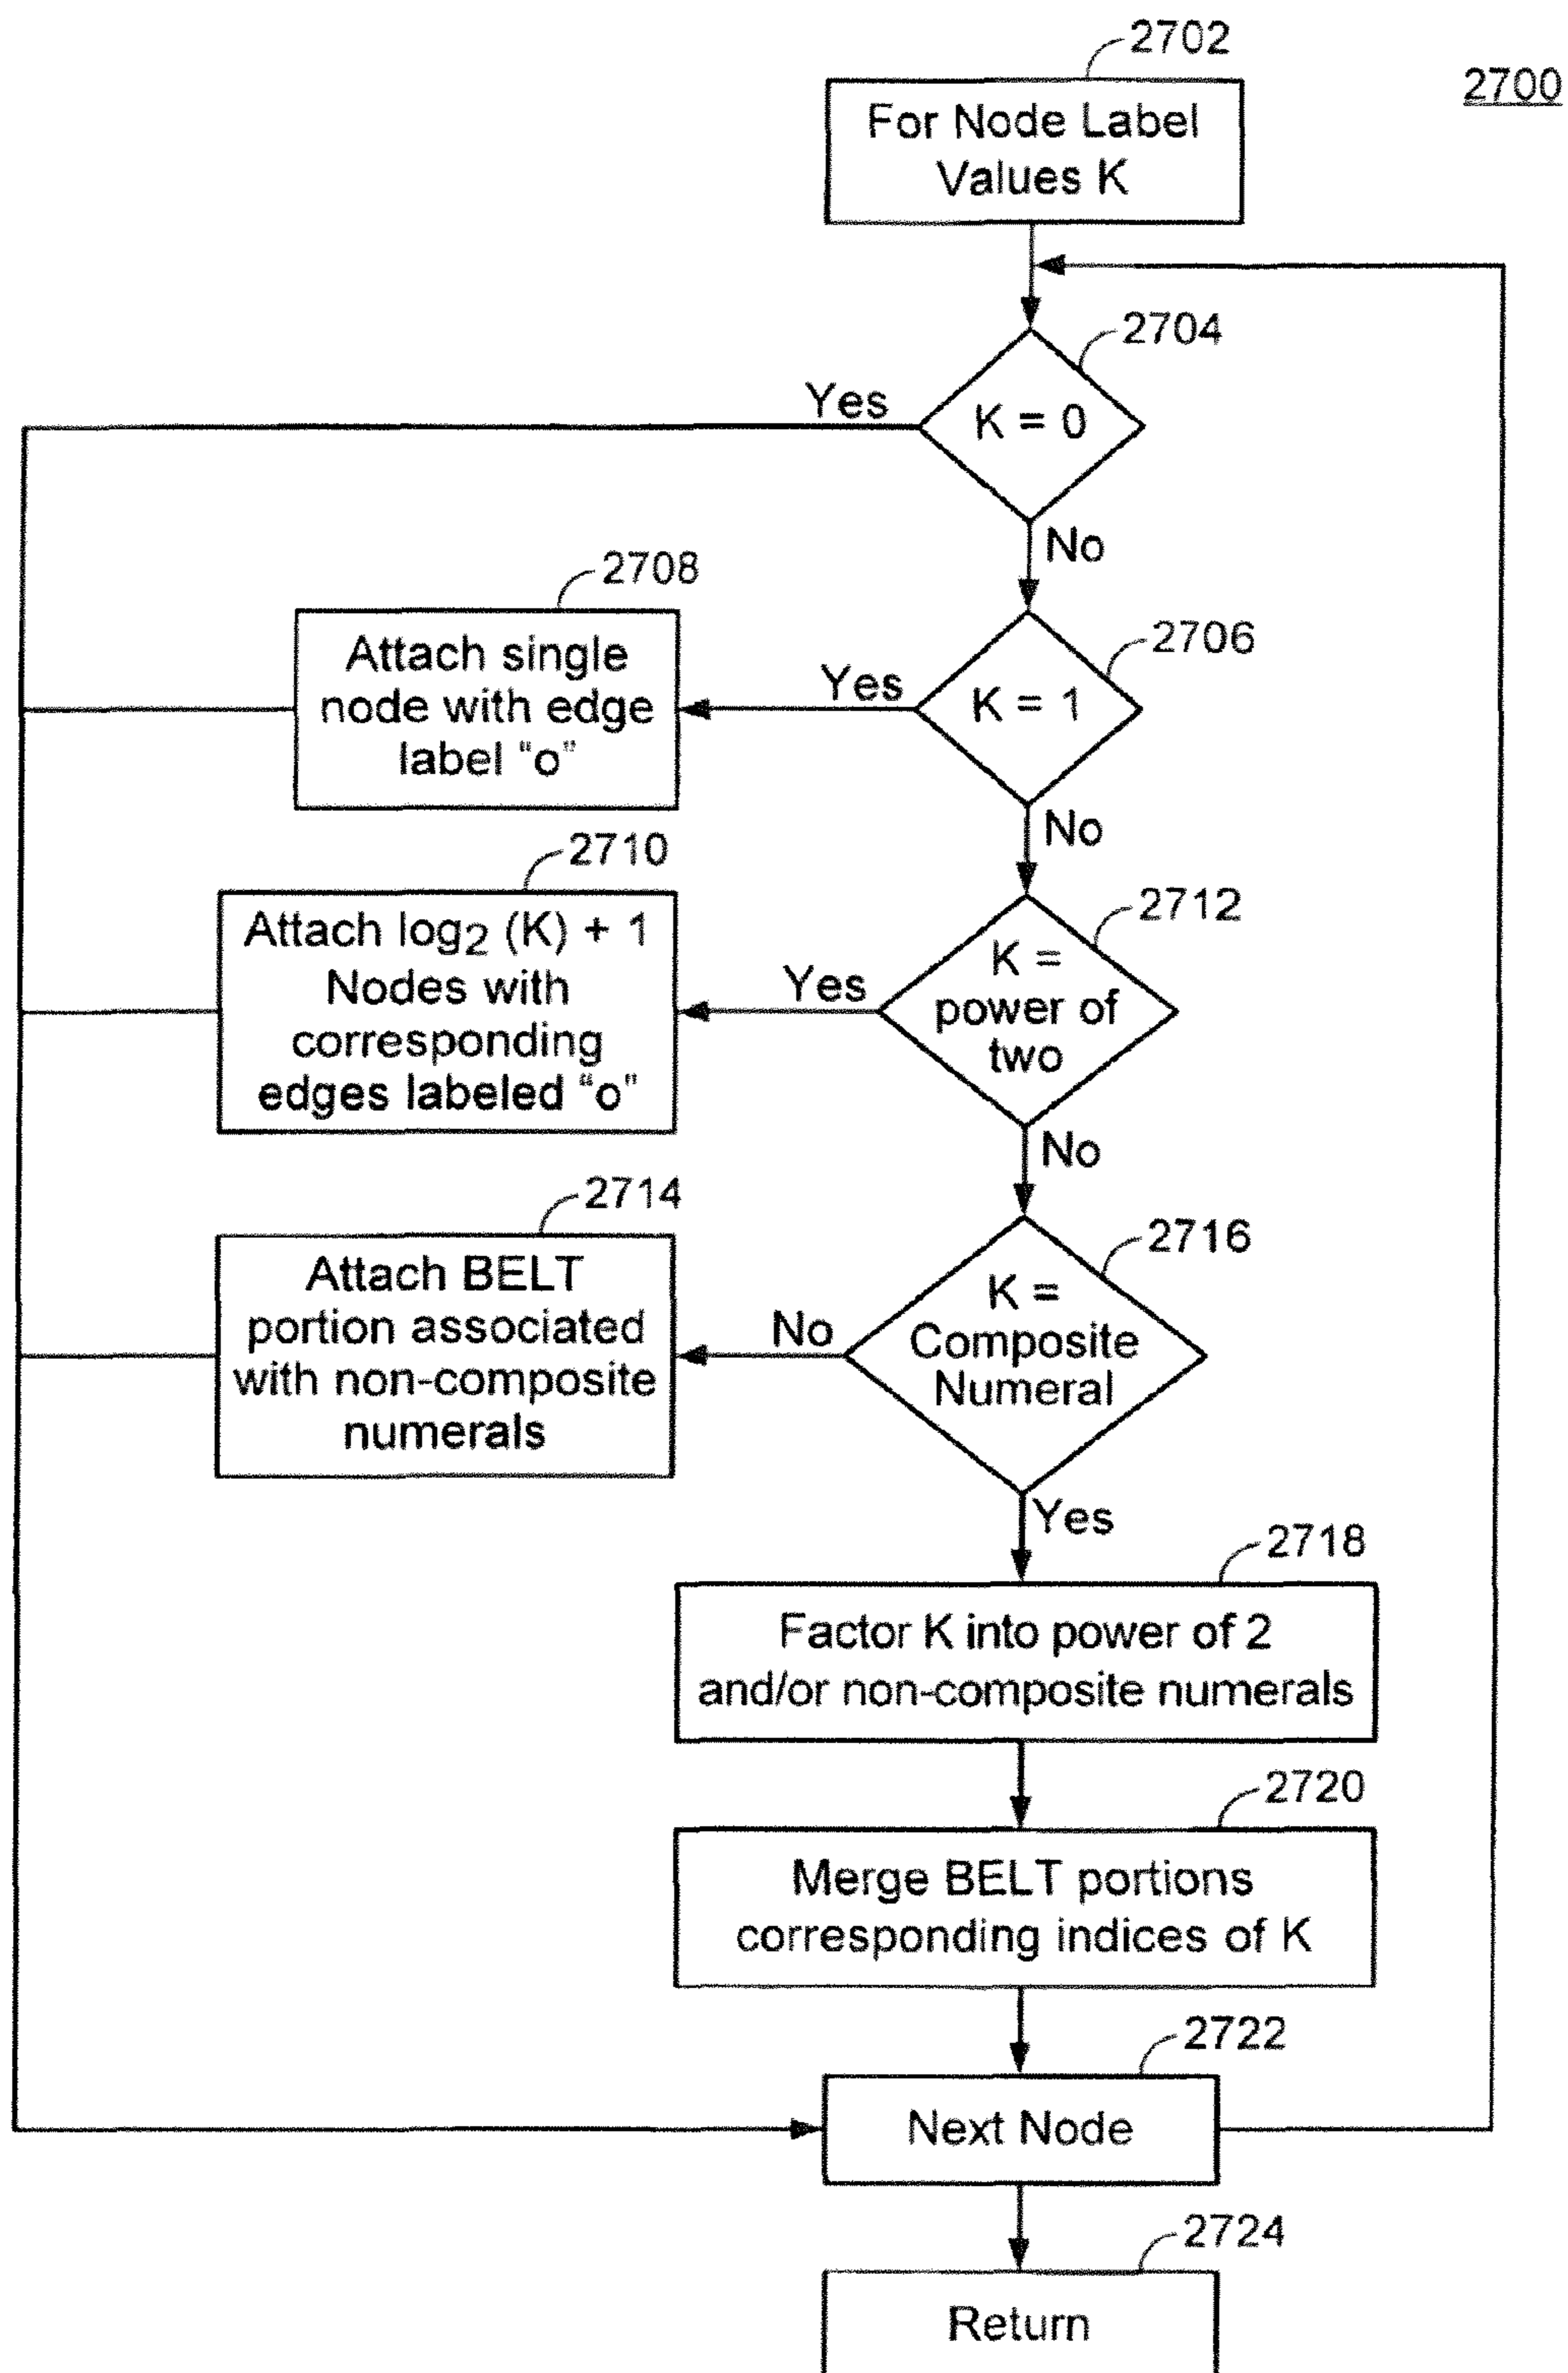 2702
2700
For Node Label
Values K
2704
Yes
K = 0
No
2708
2706
Attach single
node with edge
label "o"
Yes
K = 1
No
2710
2712
Attach log2 (K) + 1
Nodes with
corresponding
edges labeled "o"
Yes
K =
power of
two
No
2714
2716
Attach BELT
portion associated
with non-composite
numerals
No
K =
Composite
Numeral
Yes
2718
Factor K into power of 2
and/or non-composite numerals
2720
Merge BELT portions
corresponding indices of K
2722
Next Node
2724
Return